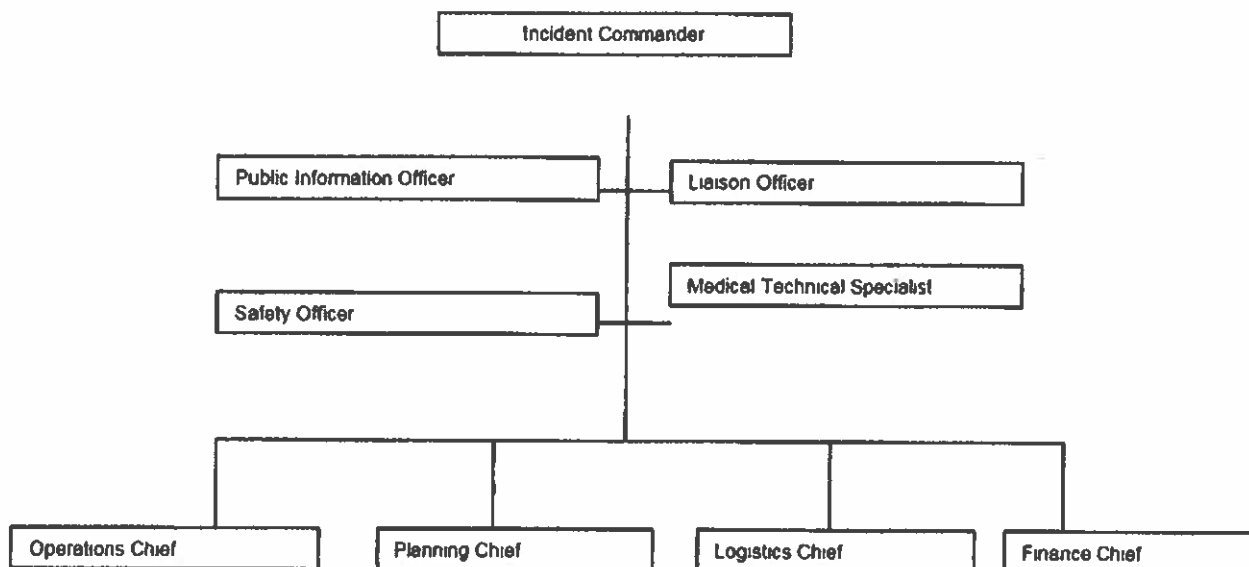 Incident Commander
Public Information Officer
Liaison Officer
Medical Technical Specialist
Safety Officer
Operations Chief
Planning Chief
Logistics Chief
Finance Chief